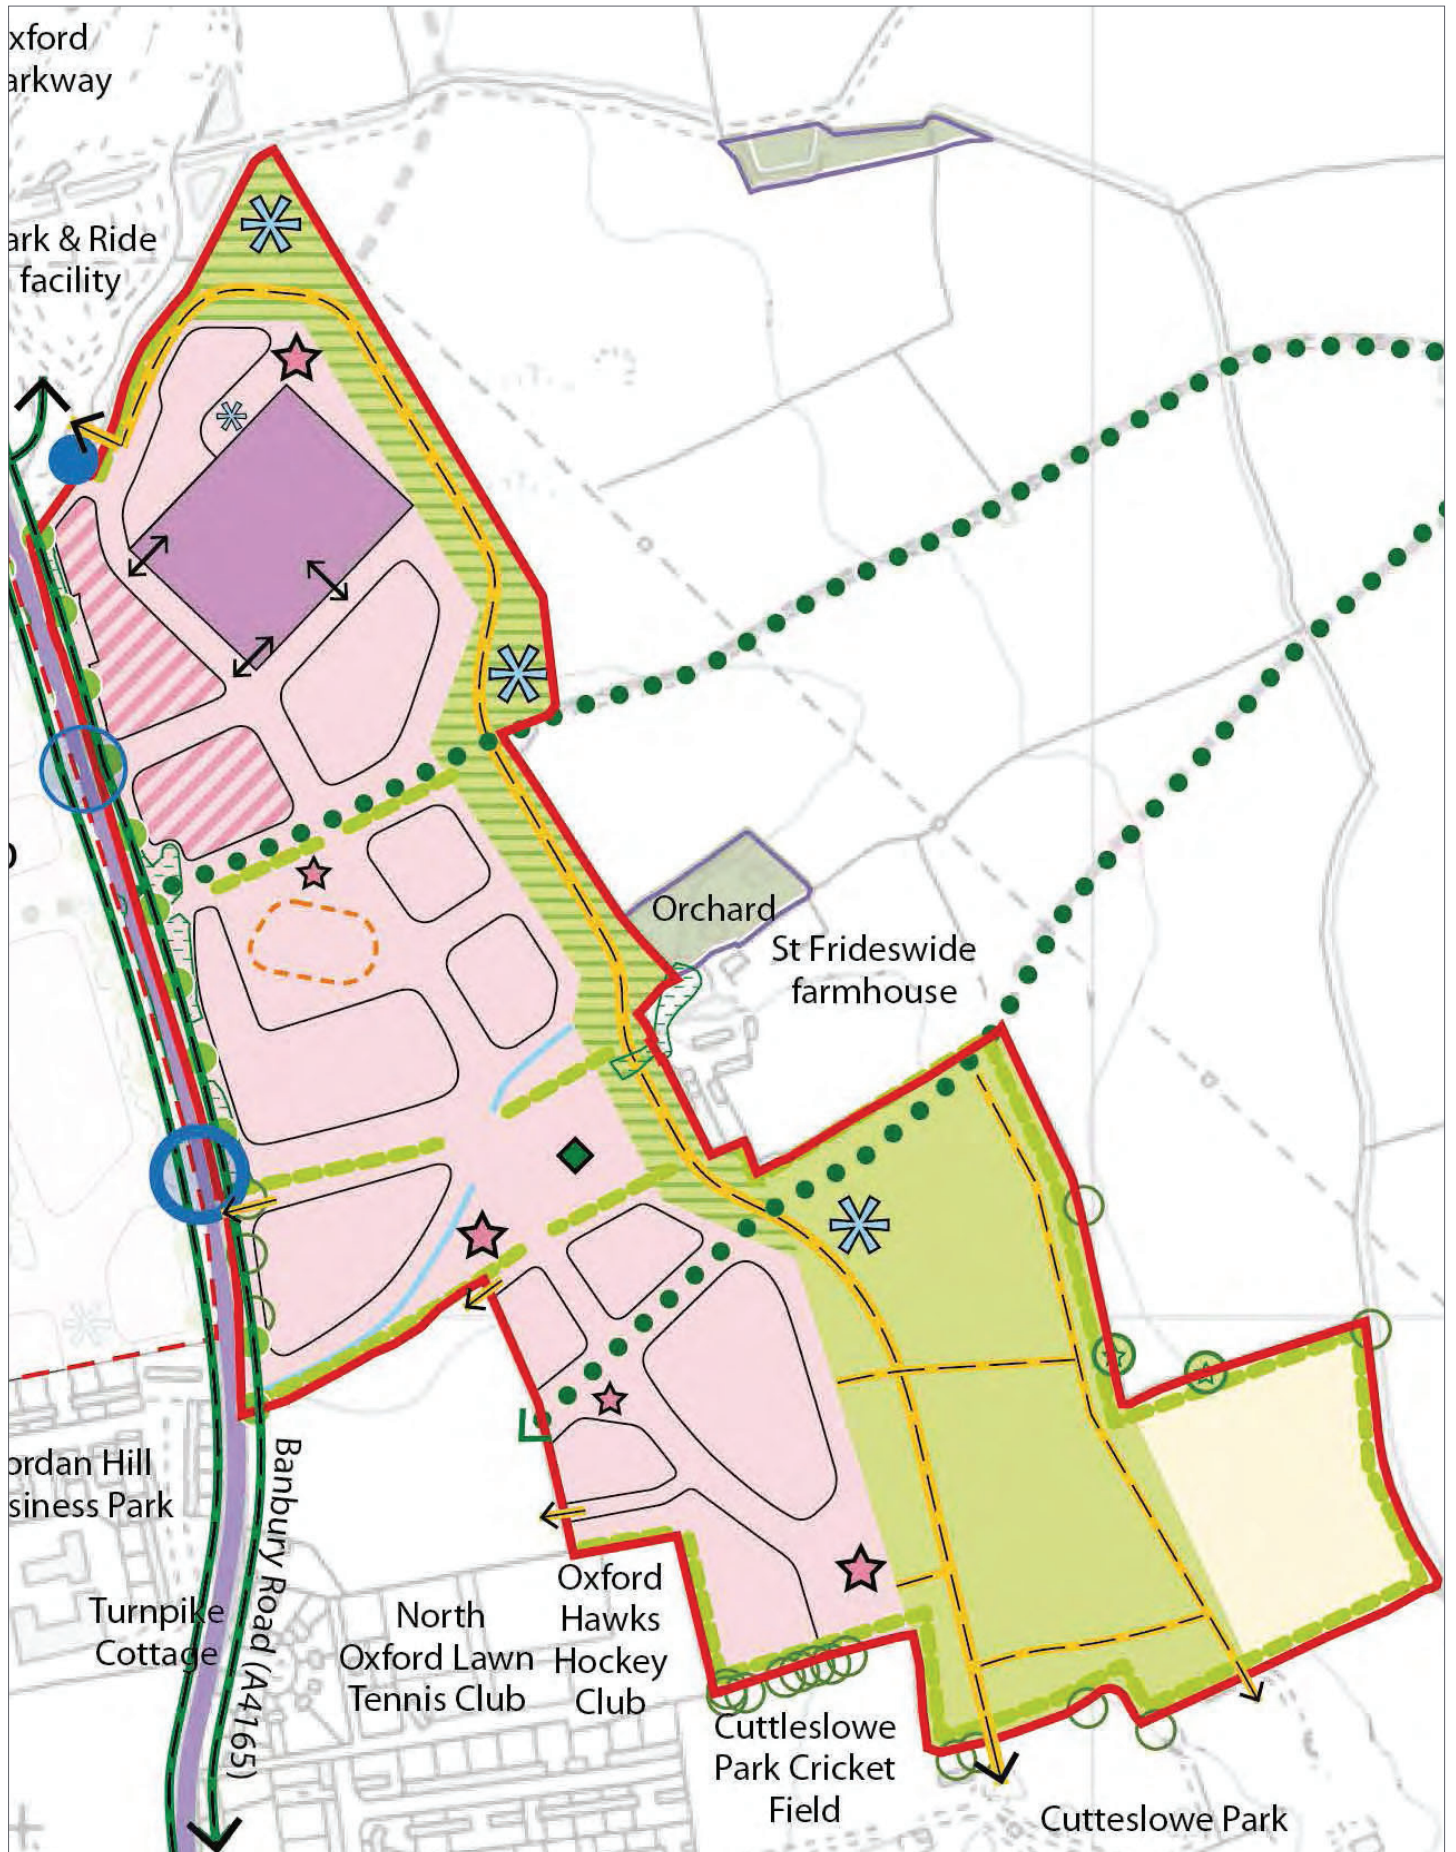 xford
arkway
ark & Ride
facility
Orchard
St Frideswide
farmhouse
ordan Hill
siness Park
Banbury Road (A4165)
Turnpike
Cottage
North
Oxford Lawn
Tennis Club
Oxford
Hawks
Hockey
Club
Cuttleslowe
Park Cricket
Field
Cutteslowe Park